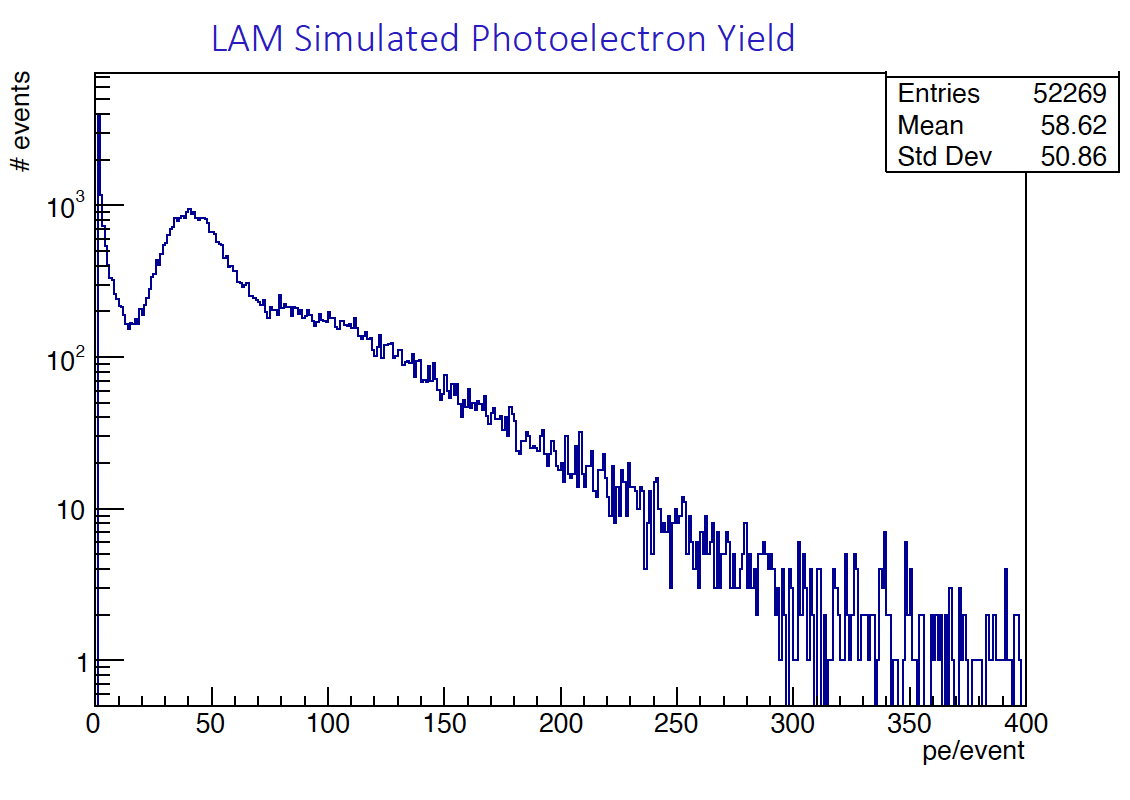 LAM Simulated Photoelectron Yield
# events
Entries 52269
Mean 58.62
Std Dev 50.86
10³
10²
10
1
0 50 100 150 200 250 300 350 400
pe/event